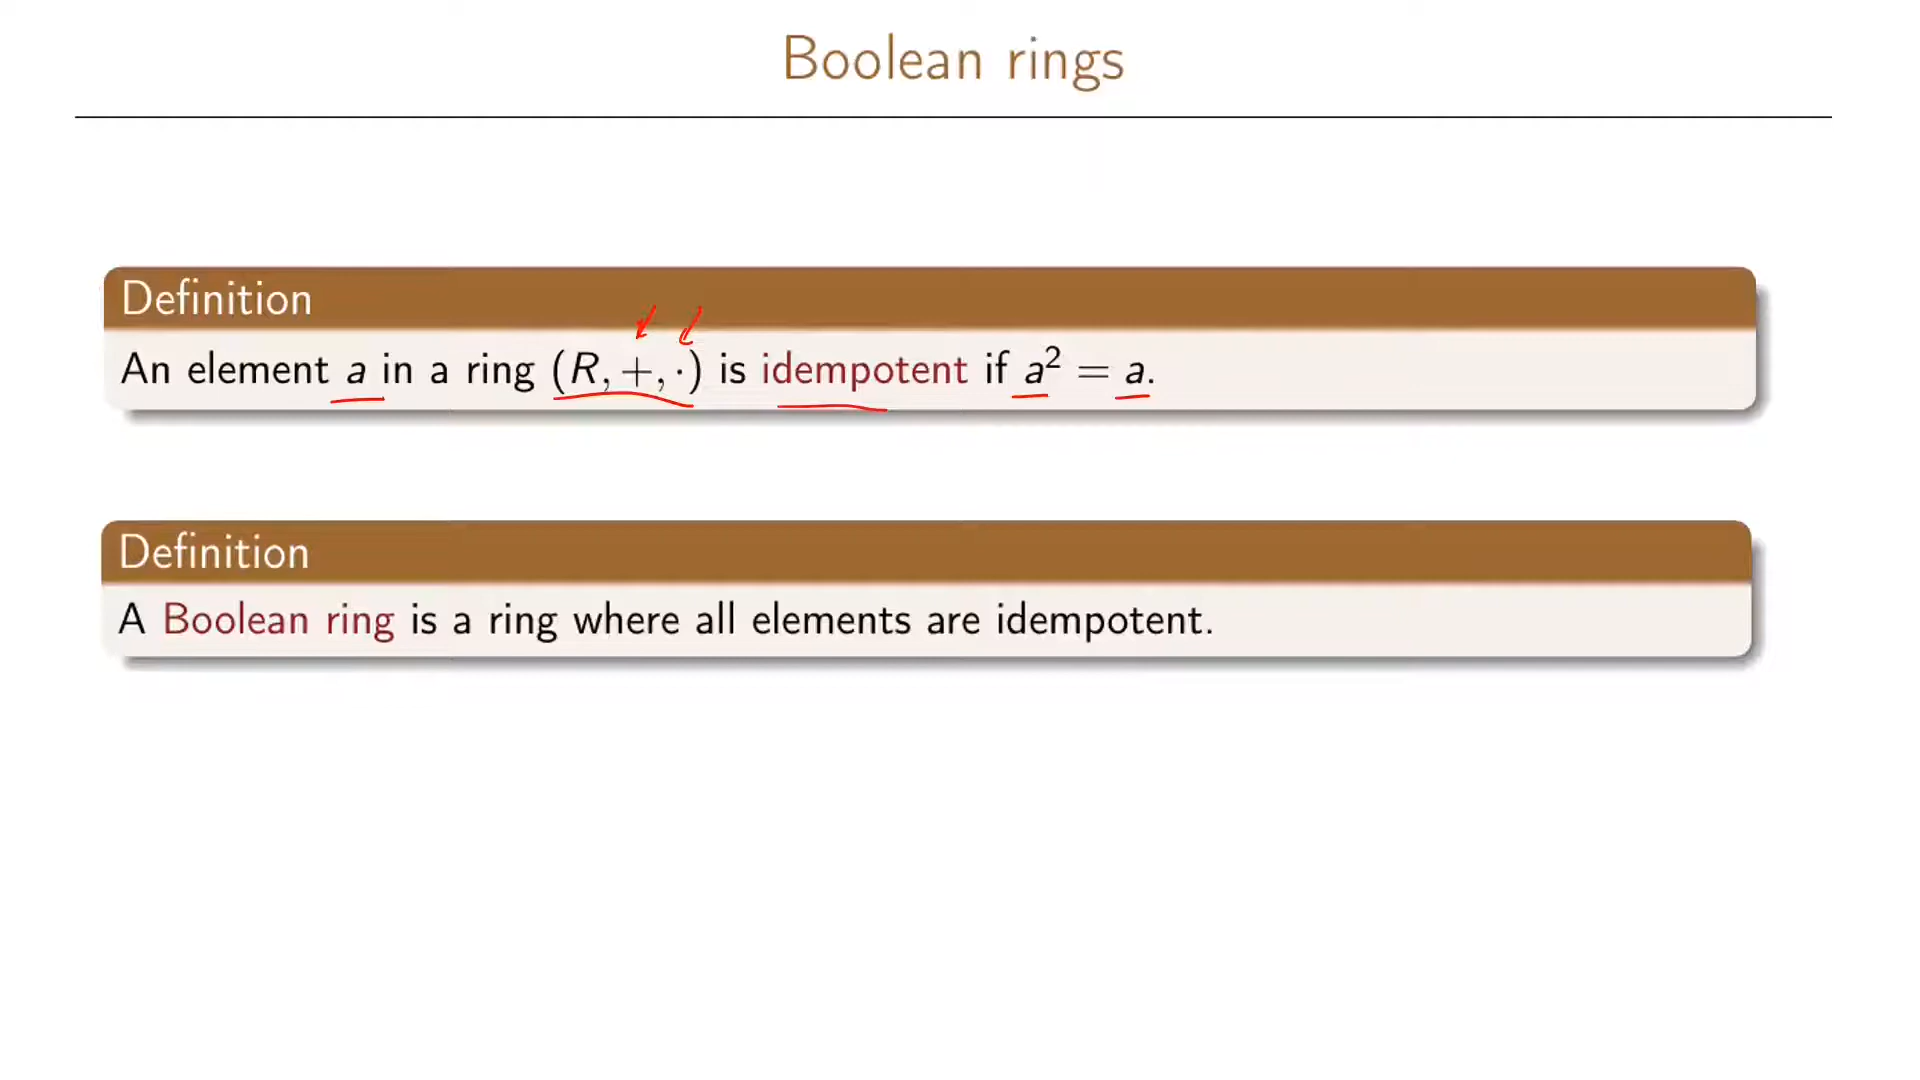 Boolean rings
Definition
An element a in a ring (R, +, ·) is idempotent if a² = a.
Definition
A Boolean ring is a ring where all elements are idempotent.